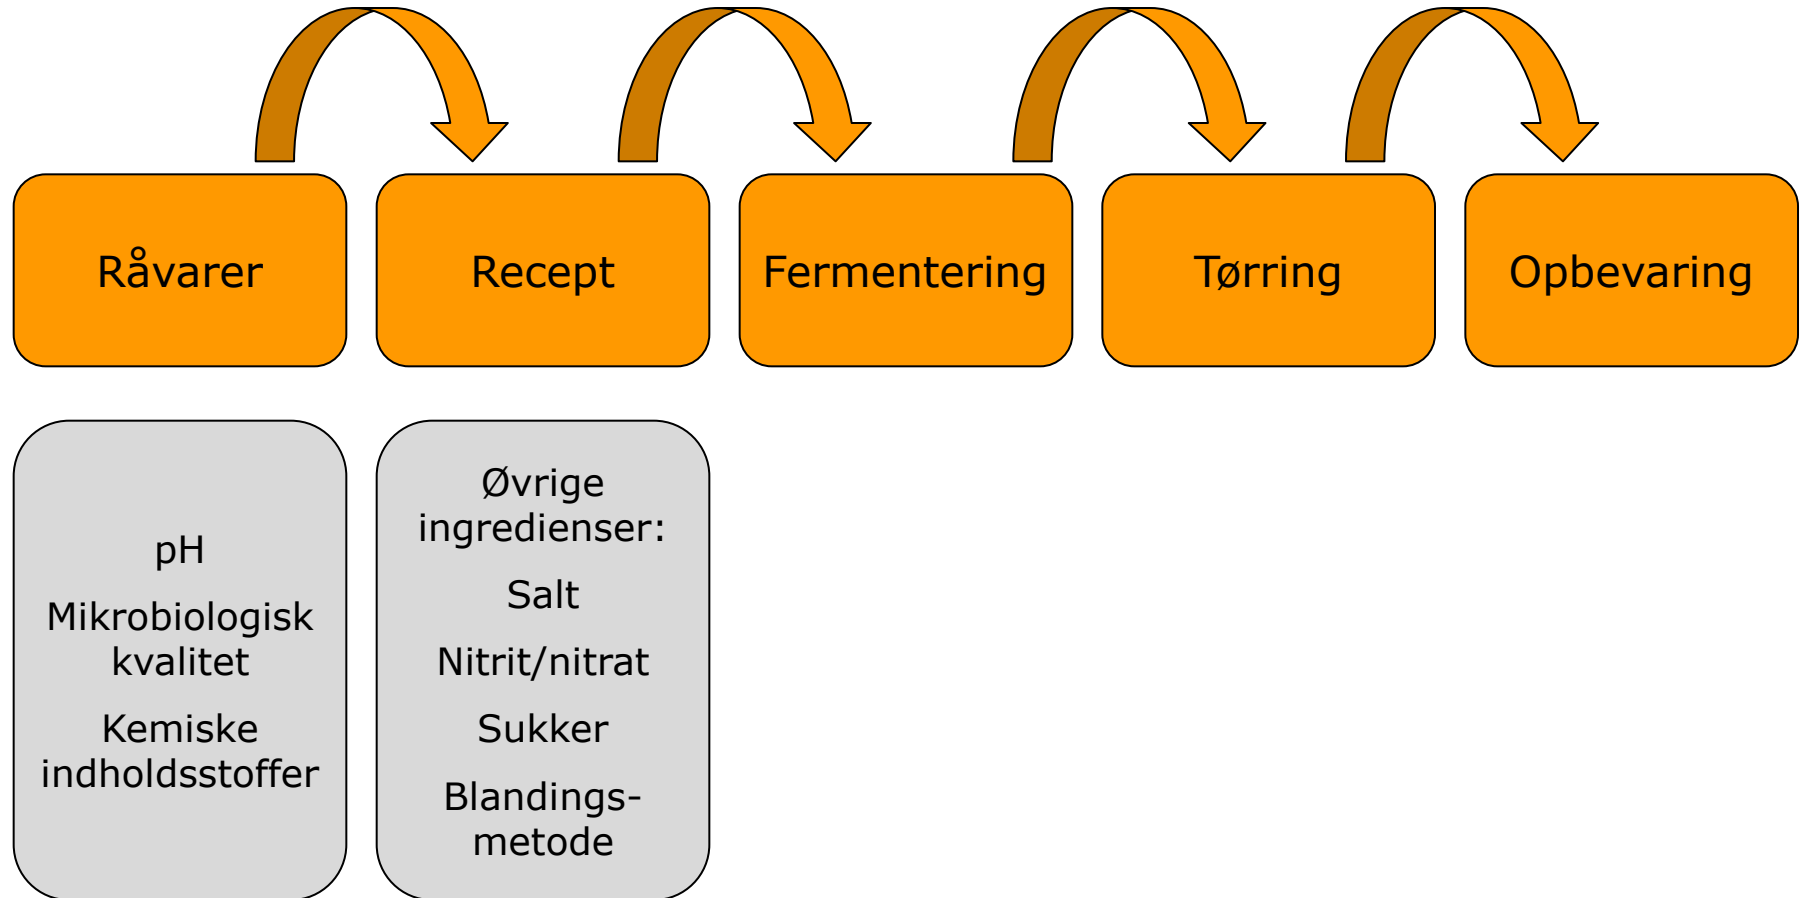 Råvarer
Recept
Fermentering
Tørring
Opbevaring
pH
Mikrobiologisk
kvalitet
Kemiske
indholdsstoffer
Øvrige
ingredienser:
Salt
Nitrit/nitrat
Sukker
Blandings-
metode